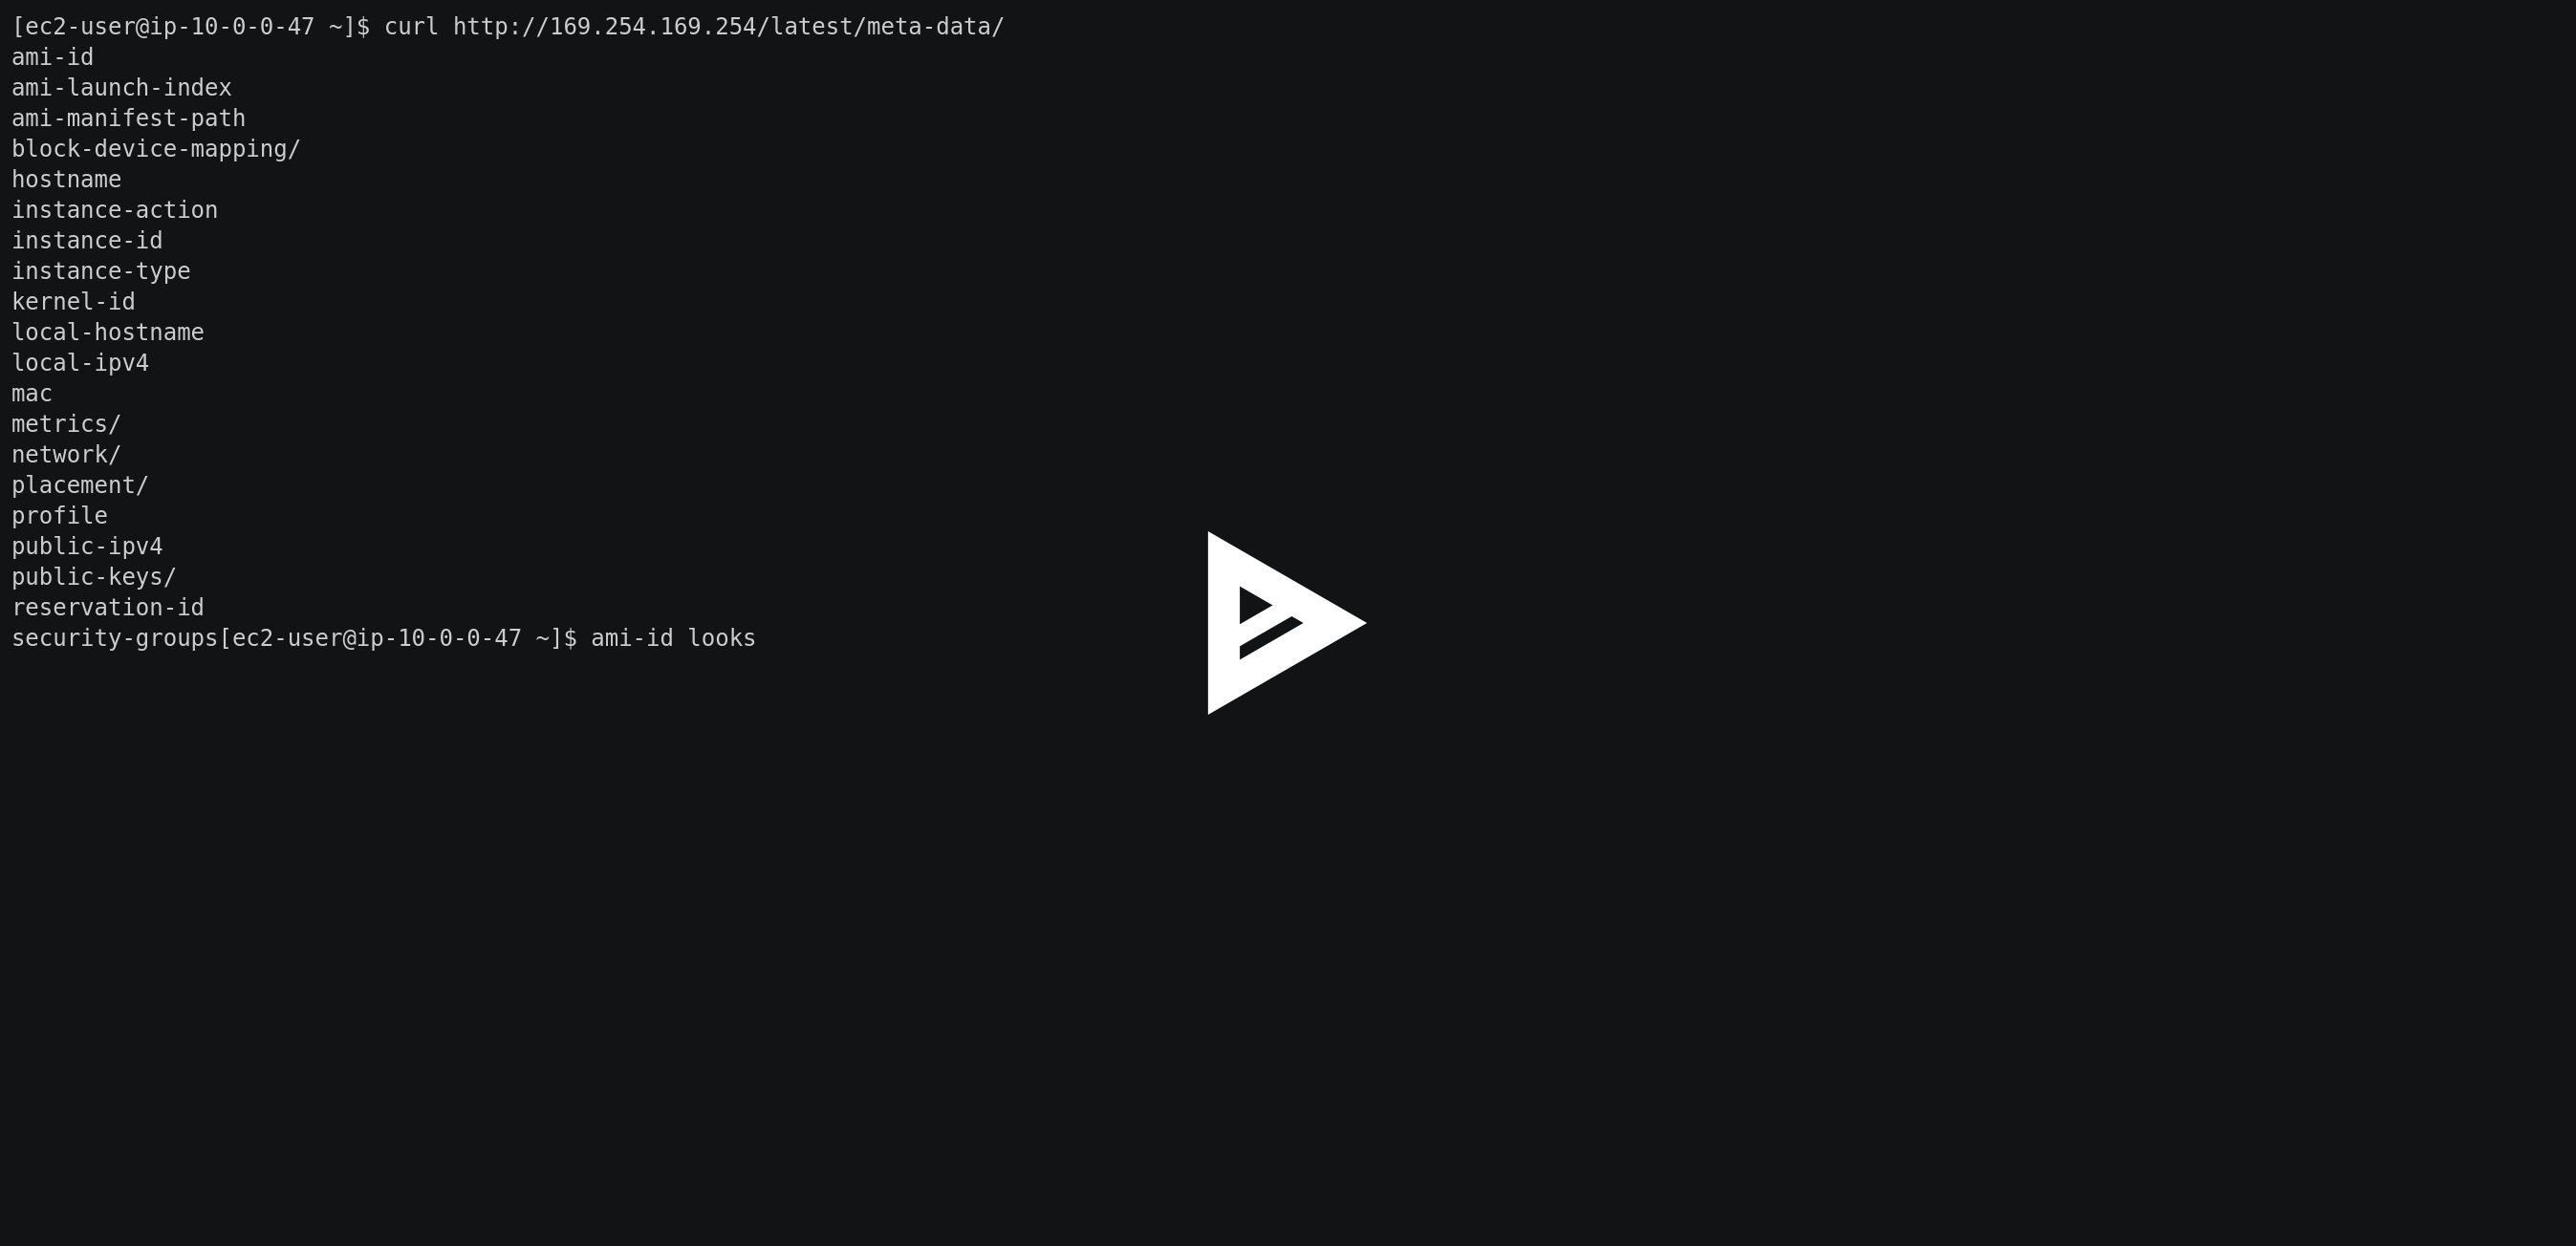 [ec2-user@ip-10-0-0-47 ~]$ curl http://169.254.169.254/latest/meta-data/
ami-id
ami-launch-index
ami-manifest-path
block-device-mapping/
hostname
instance-action
instance-id
instance-type
kernel-id
local-hostname
local-ipv4
mac
metrics/
network/
placement/
profile
public-ipv4
public-keys/
reservation-id
security-groups[ec2-user@ip-10-0-0-47 ~]$ ami-id looks